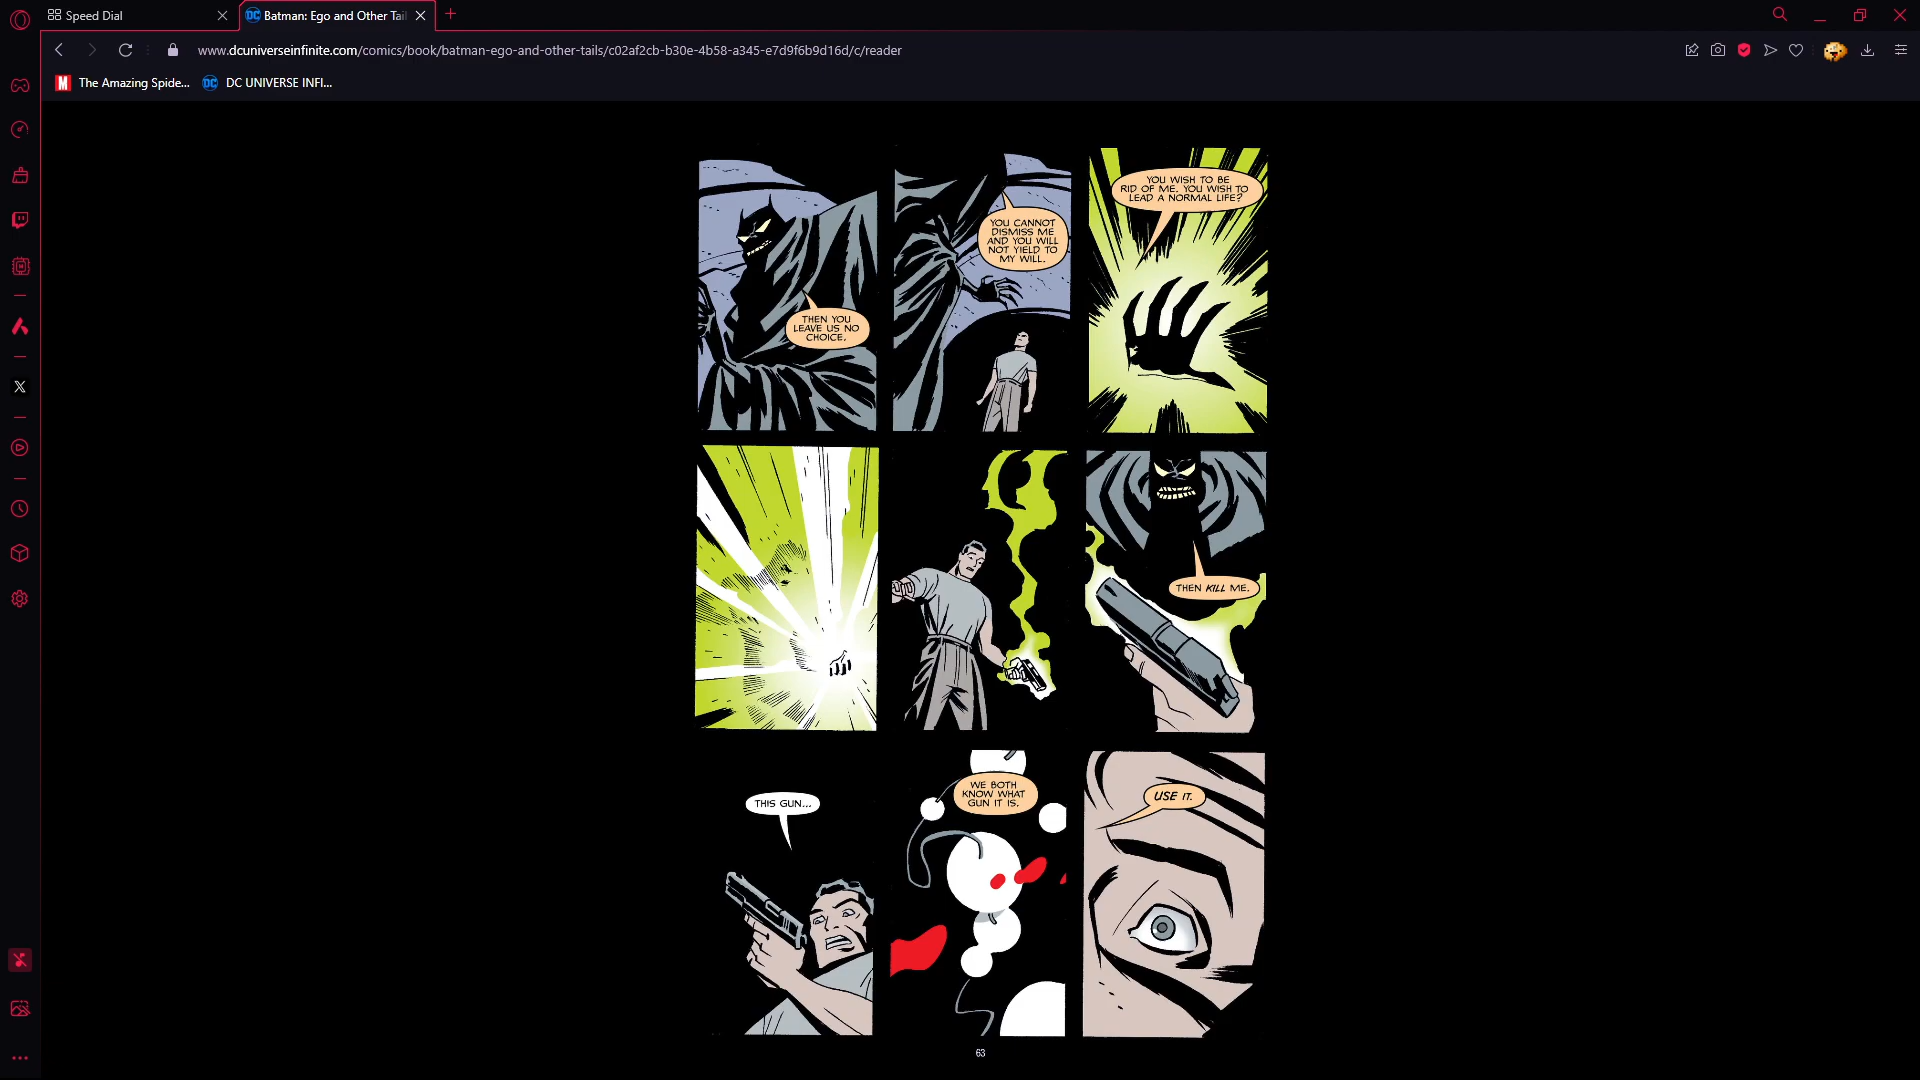 Speed Dial
DC Batman: Ego and Other Tail
www.dcuniverseinfinite.com/comics/book/batman-ego-and-other-tails/c02af2cb-b30e-4b58-a345-e7d9f6b9d16d/c/reader
M The Amazing Spide...
DC DC UNIVERSE INFI...
THEN YOU
LEAVE US NO
CHOICE.
YOU CANNOT
DISMISS ME
AND YOU WILL
NOT YIELD TO
MY WILL.
YOU WISH TO BE
RID OF ME. YOU WISH TO
LEAD A NORMAL LIFE?
THEN KILL ME.
THIS GUN...
WE BOTH
KNOW WHAT
GUN IT IS.
USE IT.
63